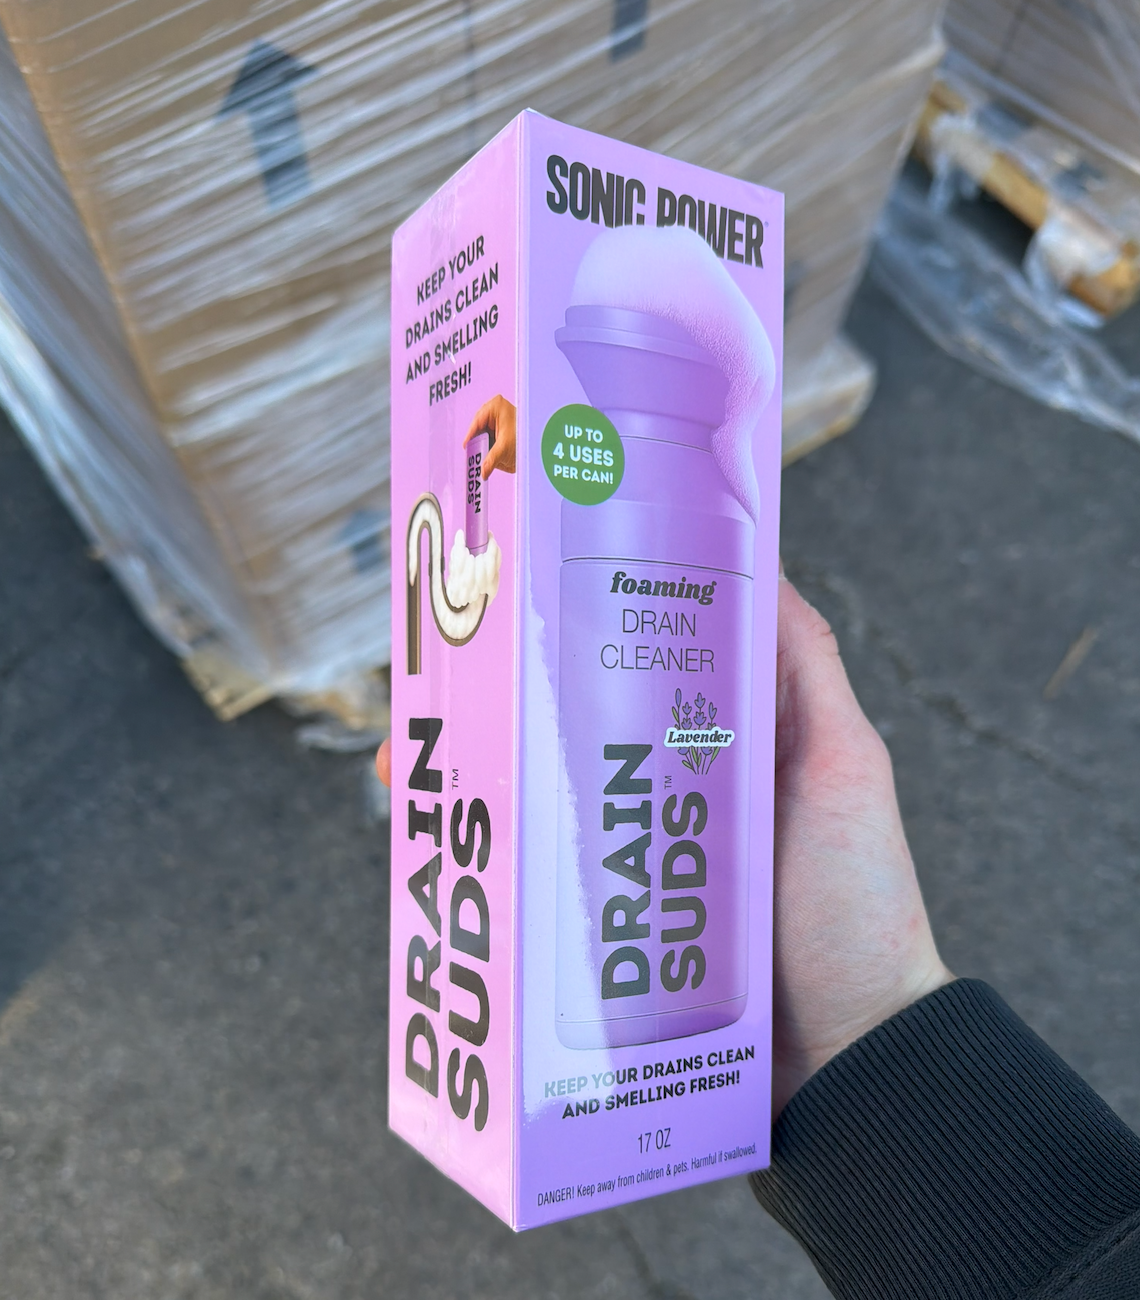 KEEP YOUR
DRAINS CLEAN
AND SMELLING
FRESH!
DRAIN
SUDS
DRAIN
SUDS™
SONIC POWER
UP TO
4 USES
PER CAN!
foaming
DRAIN
CLEANER
Lavender
DRAIN
SUDS™
KEEP YOUR DRAINS CLEAN
AND SMELLING FRESH!
17 OZ
DANGER! Keep away from children & pets. Harmful if swallowed.